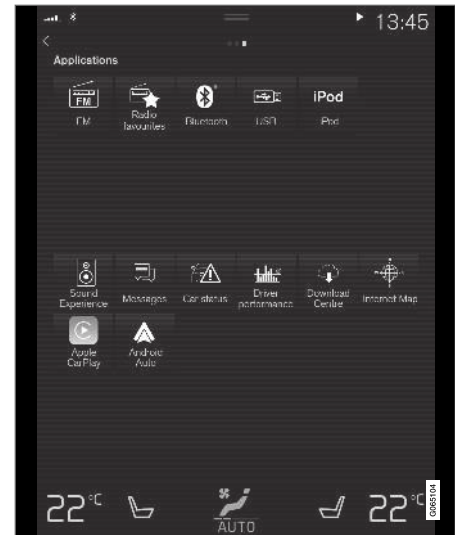 13:45
Applications
FM
iPod
FM
Radio
favourites
Bluetooth
USB
iPod
Sound
Experience
Messages
Car status
Driver
performance
Download
Centre
Internet Map
Apple
CarPlay
Android
Auto
22°C
22°C
AUTO
G065104